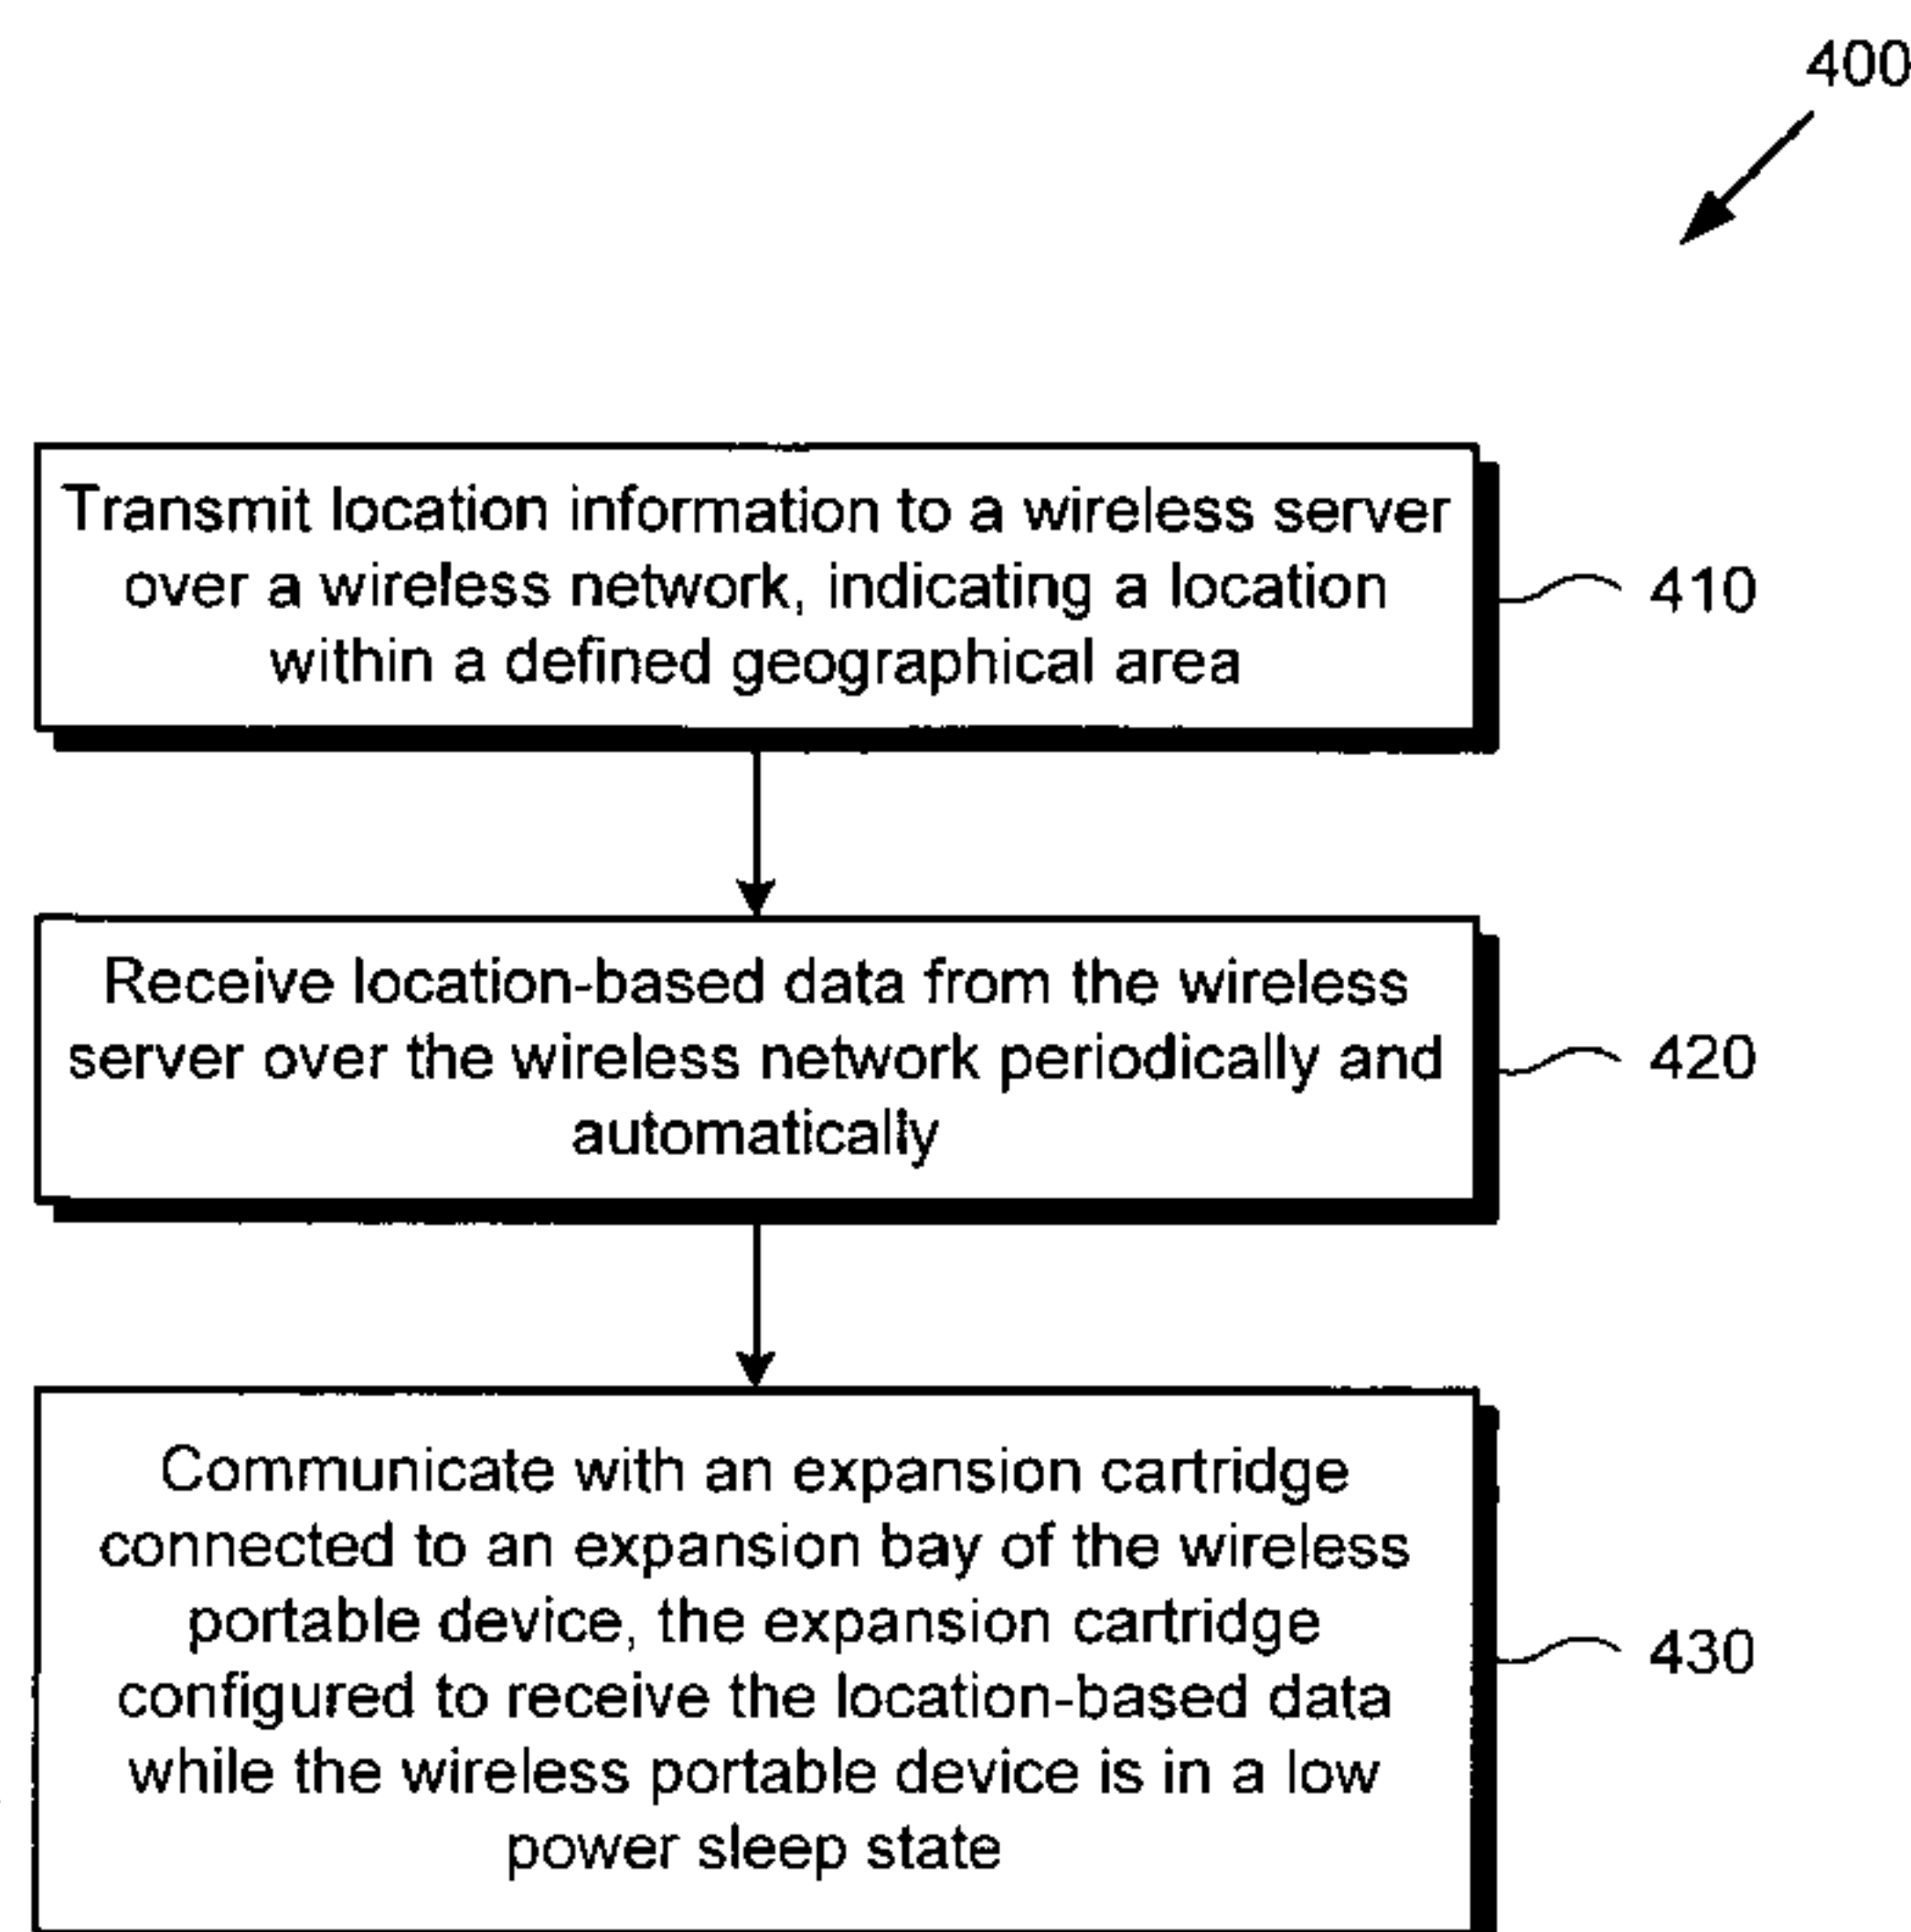 400
Transmit location information to a wireless server
over a wireless network, indicating a location
within a defined geographical area
410
Receive location-based data from the wireless
server over the wireless network periodically and
automatically
420
Communicate with an expansion cartridge
connected to an expansion bay of the wireless
portable device, the expansion cartridge
configured to receive the location-based data
while the wireless portable device is in a low
power sleep state
430